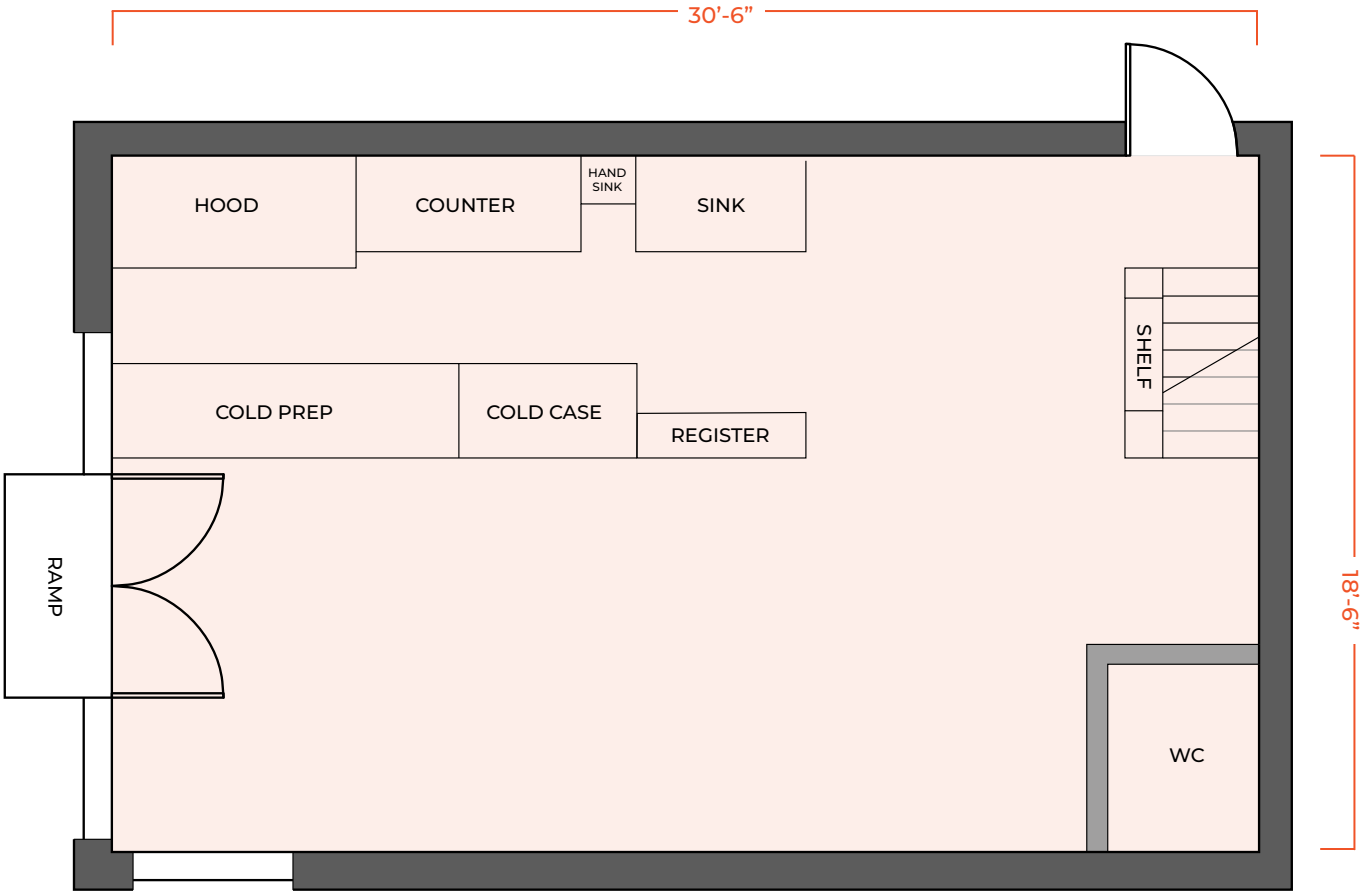 30’-6”
HAND
SINK
HOOD
COUNTER
SINK
SHELF
COLD PREP
COLD CASE
REGISTER
RAMP
18’-6”
WC